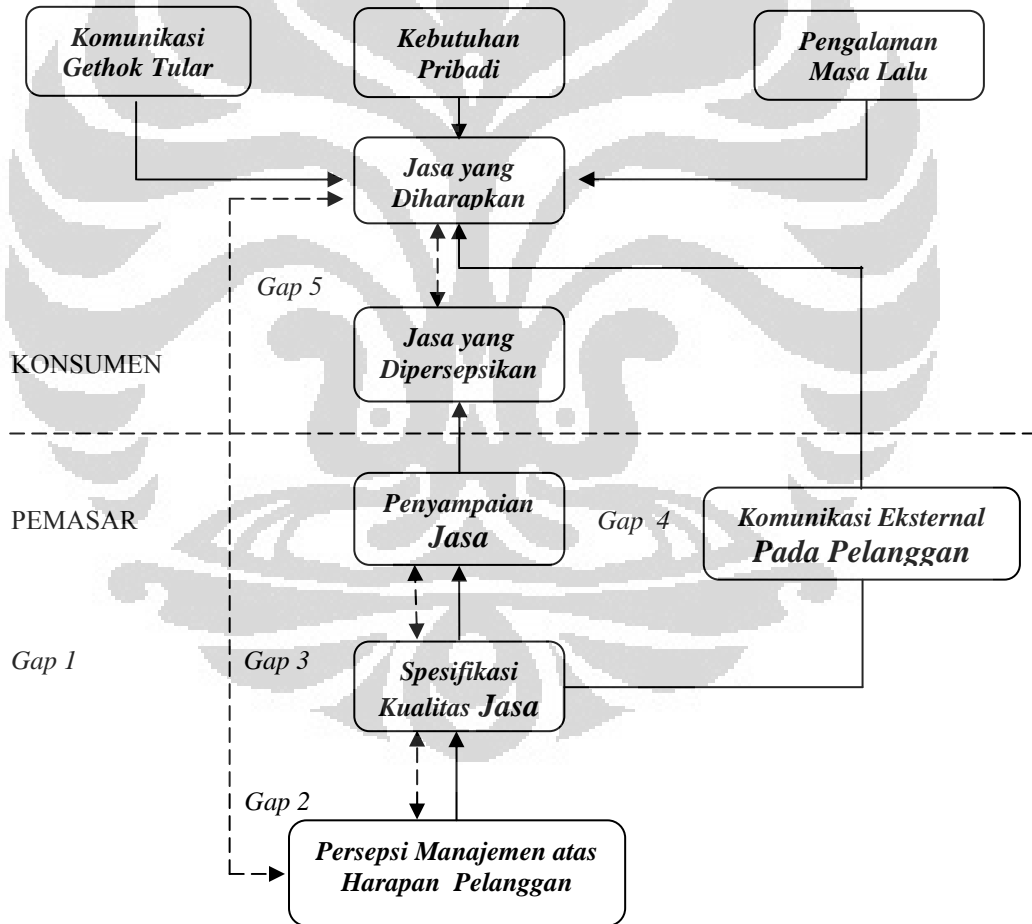 Komunikasi
Gethok Tular
Kebutuhan
Pribadi
Pengalaman
Masa Lalu
Jasa yang
Diharapkan
Gap 5
Jasa yang
Dipersepsikan
KONSUMEN
PEMASAR
Penyampaian
Jasa
Gap 4
Komunikasi Eksternal
Pada Pelanggan
Gap 1
Gap 3
Spesifikasi
Kualitas Jasa
Gap 2
Persepsi Manajemen atas
Harapan Pelanggan